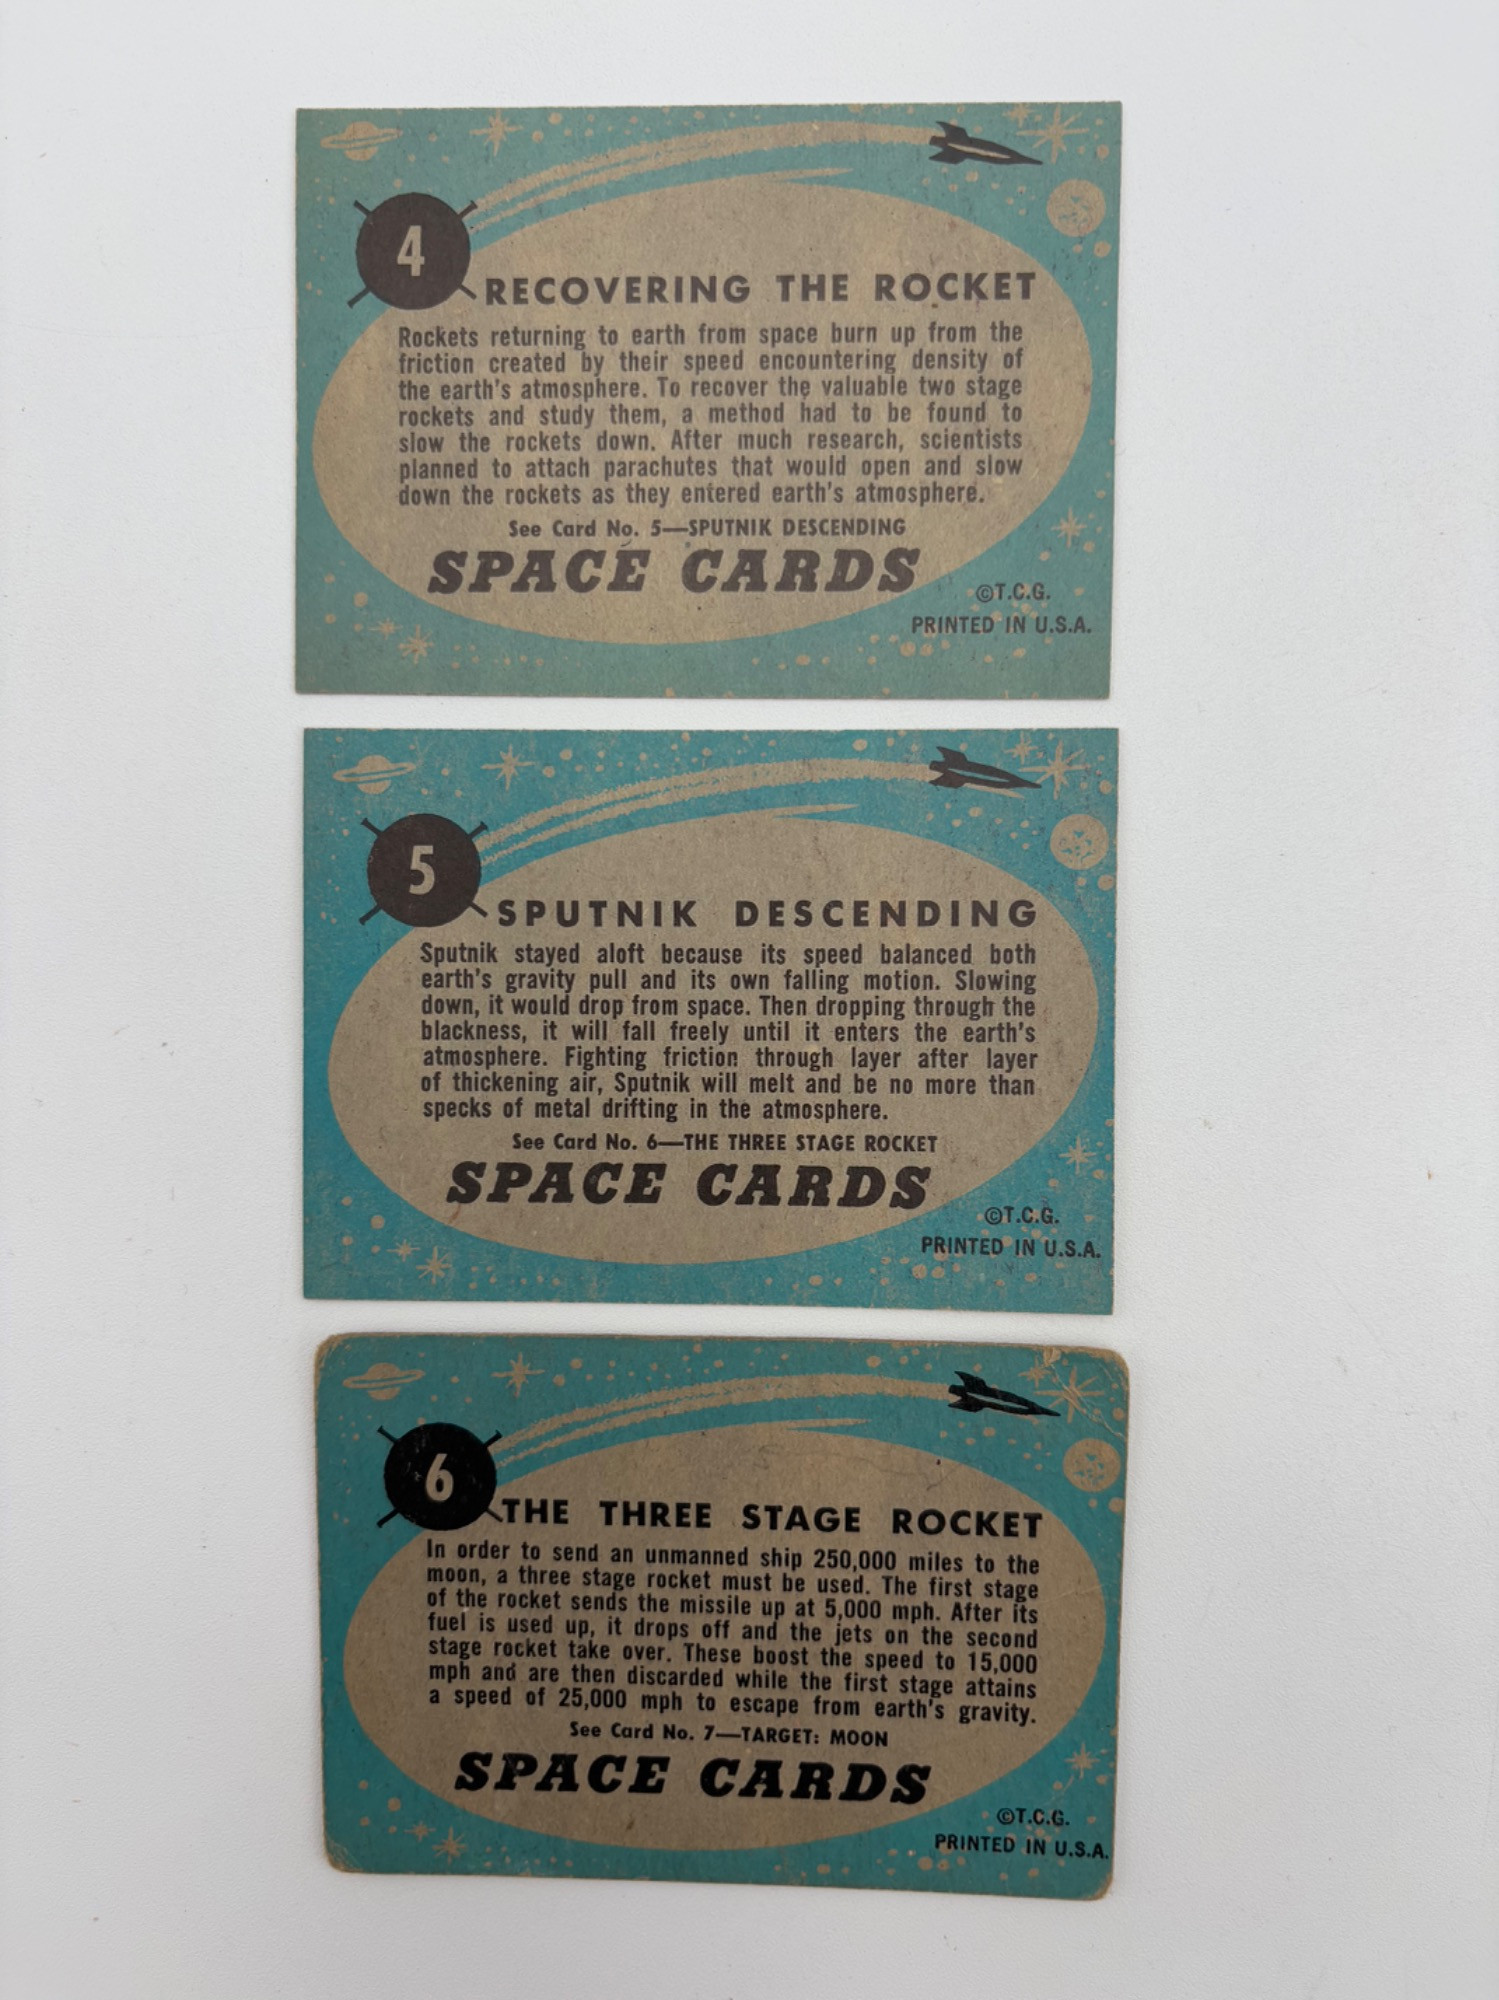 4
RECOVERING THE ROCKET
Rockets returning to earth from space burn up from the
friction created by their speed encountering density of
the earth's atmosphere. To recover the valuable two stage
rockets and study them, a method had to be found to
slow the rockets down. After much research, scientists
planned to attach parachutes that would open and slow
down the rockets as they entered earth's atmosphere.
See Card No. 5—SPUTNIK DESCENDING
SPACE CARDS
©T.C.G.
PRINTED IN U.S.A.
5
SPUTNIK DESCENDING
Sputnik stayed aloft because its speed balanced both
earth's gravity pull and its own falling motion. Slowing
down, it would drop from space. Then dropping through the
blackness, it will fall freely until it enters the earth's
atmosphere. Fighting friction through layer after layer
of thickening air, Sputnik will melt and be no more than
specks of metal drifting in the atmosphere.
See Card No. 6—THE THREE STAGE ROCKET
SPACE CARDS
©T.C.G.
PRINTED IN U.S.A.
6
THE THREE STAGE ROCKET
In order to send an unmanned ship 250,000 miles to the
moon, a three stage rocket must be used. The first stage
of the rocket sends the missile up at 5,000 mph. After its
fuel is used up, it drops off and the jets on the second
stage rocket take over. These boost the speed to 15,000
mph and are then discarded while the first stage attains
a speed of 25,000 mph to escape from earth's gravity.
See Card No. 7—TARGET: MOON
SPACE CARDS
©T.C.G.
PRINTED IN U.S.A.